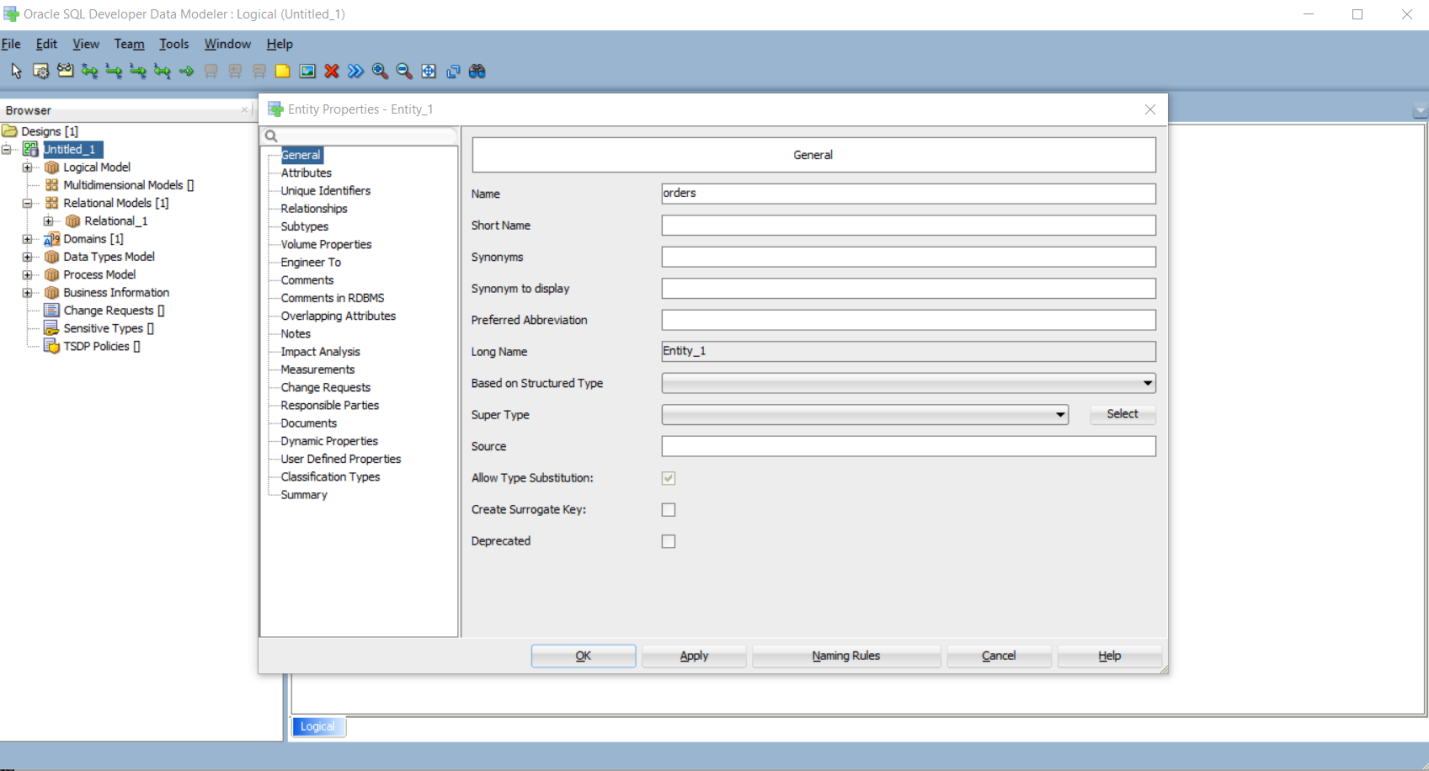 Oracle SQL Developer Data Modeler : Logical (Untitled_1)
File Edit View Team Tools Window Help
Browser
Designs [1]
Untitled_1
Logical Model
Multidimensional Models []
Relational Models [1]
Relational_1
Domains [1]
Data Types Model
Process Model
Business Information
Change Requests []
Sensitive Types []
TSDP Policies []
Entity Properties - Entity_1
General
Attributes
Unique Identifiers
Relationships
Subtypes
Volume Properties
Engineer To
Comments
Comments in RDBMS
Overlapping Attributes
Notes
Impact Analysis
Measurements
Change Requests
Responsible Parties
Documents
Dynamic Properties
User Defined Properties
Classification Types
Summary
General
Name orders
Short Name
Synonyms
Synonym to display
Preferred Abbreviation
Long Name Entity_1
Based on Structured Type
Super Type Select
Source
Allow Type Substitution:
Create Surrogate Key:
Deprecated
OK Apply Naming Rules Cancel Help
Logical